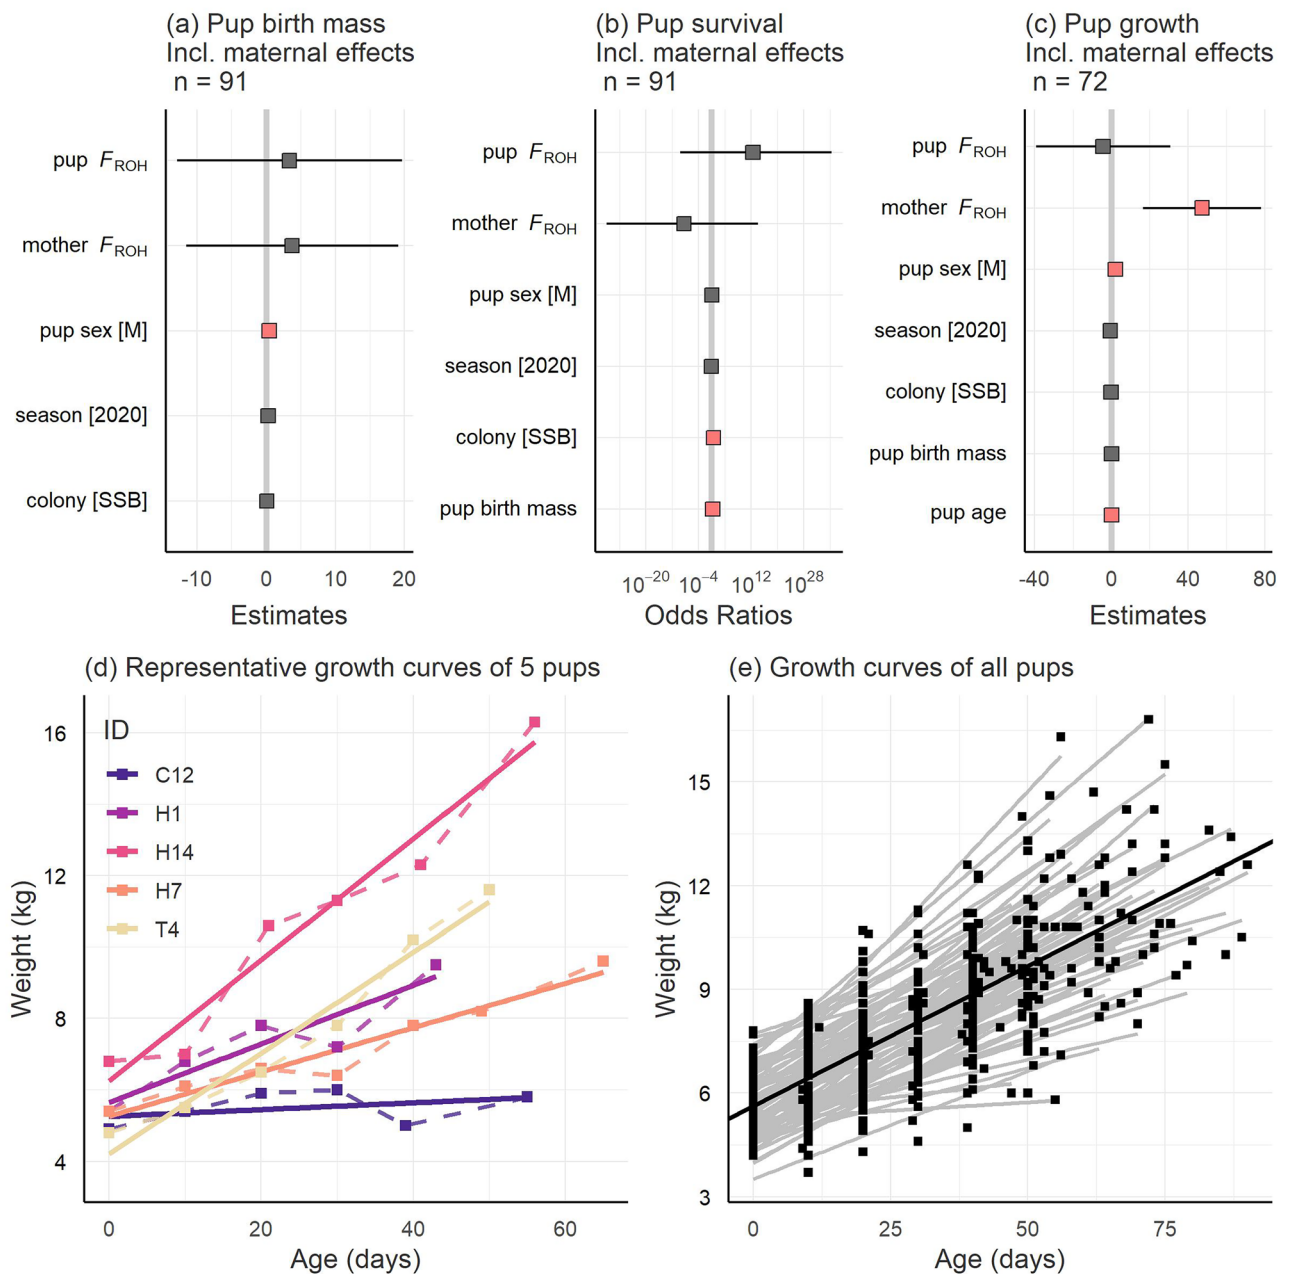 (a) Pup birth mass
Incl. maternal effects
n = 91
pup FROH
mother FROH
pup sex [M]
season [2020]
colony [SSB]
-10 0 10 20
Estimates
(b) Pup survival
Incl. maternal effects
n = 91
pup FROH
mother FROH
pup sex [M]
season [2020]
colony [SSB]
pup birth mass
10−20 10−4 1012 1028
Odds Ratios
(c) Pup growth
Incl. maternal effects
n = 72
pup FROH
mother FROH
pup sex [M]
season [2020]
colony [SSB]
pup birth mass
pup age
-40 0 40 80
Estimates
(d) Representative growth curves of 5 pups
Weight (kg)
16
12
8
4
ID
C12
H1
H14
H7
T4
0 20 40 60
Age (days)
(e) Growth curves of all pups
Weight (kg)
15
12
9
6
3
0 25 50 75
Age (days)